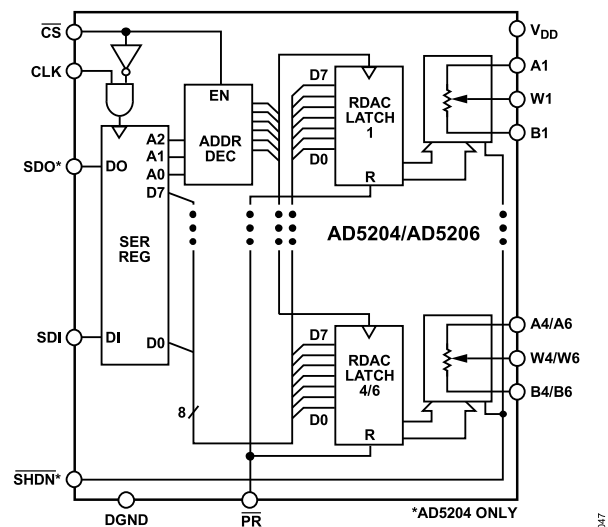 CS
VDD
CLK
A1
EN
D7
RDAC
LATCH
1
W1
A2
ADDR
DEC
A1
B1
SDO*
DO
A0
D0
D7
R
SER
REG
AD5204/AD5206
A4/A6
D7
RDAC
LATCH
4/6
W4/W6
SDI
DI
D0
B4/B6
8
D0
R
SHDN*
*AD5204 ONLY
DGND
PR
047